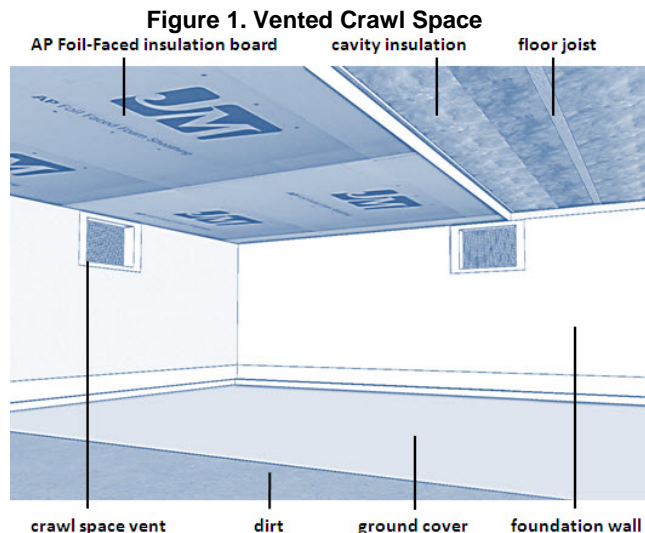 Figure 1. Vented Crawl Space
AP Foil-Faced insulation board
cavity insulation
floor joist
JM
AP Foil Faced Foam Sheathing
JM
JM
JM
crawl space vent
dirt
ground cover
foundation wall